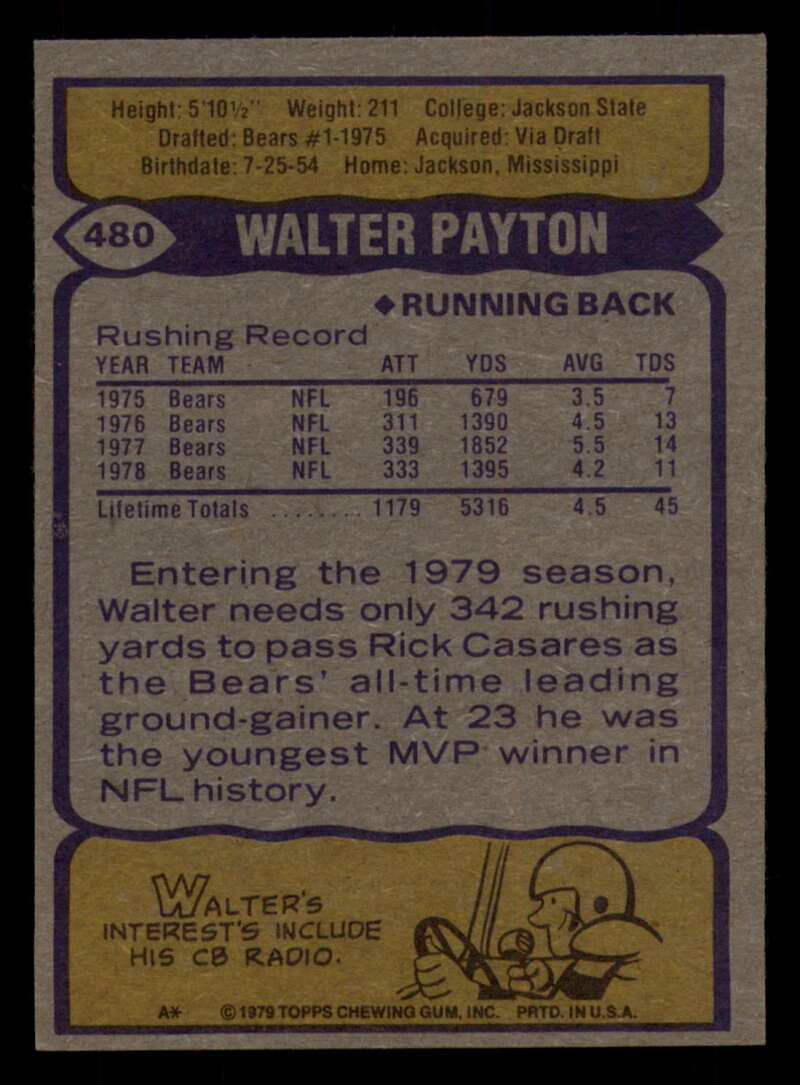 Height: 5'10½" Weight: 211 College: Jackson State
Drafted: Bears #1-1975 Acquired: Via Draft
Birthdate: 7-25-54 Home: Jackson, Mississippi
480 WALTER PAYTON
◆RUNNING BACK
Rushing Record
YEAR TEAM ATT YDS AVG TDS
1975 Bears NFL 196 679 3.5 7
1976 Bears NFL 311 1390 4.5 13
1977 Bears NFL 339 1852 5.5 14
1978 Bears NFL 333 1395 4.2 11
Lifetime Totals ........ 1179 5316 4.5 45
Entering the 1979 season,
Walter needs only 342 rushing
yards to pass Rick Casares as
the Bears' all-time leading
ground-gainer. At 23 he was
the youngest MVP winner in
NFL history.
WALTER'S
INTEREST'S INCLUDE
HIS CB RADIO.
A* © 1979 TOPPS CHEWING GUM, INC. PRTD. IN U.S.A.